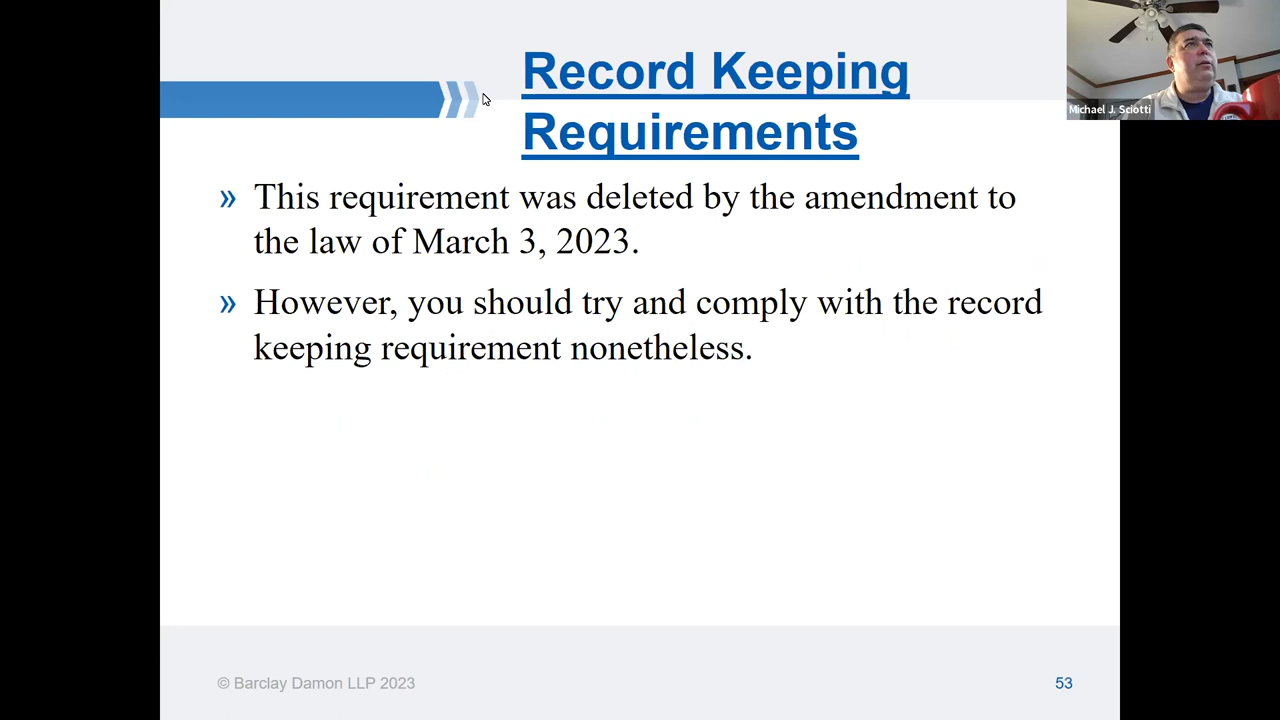 Record Keeping
Requirements
Michael J. Sciotti
» This requirement was deleted by the amendment to
the law of March 3, 2023.
» However, you should try and comply with the record
keeping requirement nonetheless.
© Barclay Damon LLP 2023
53